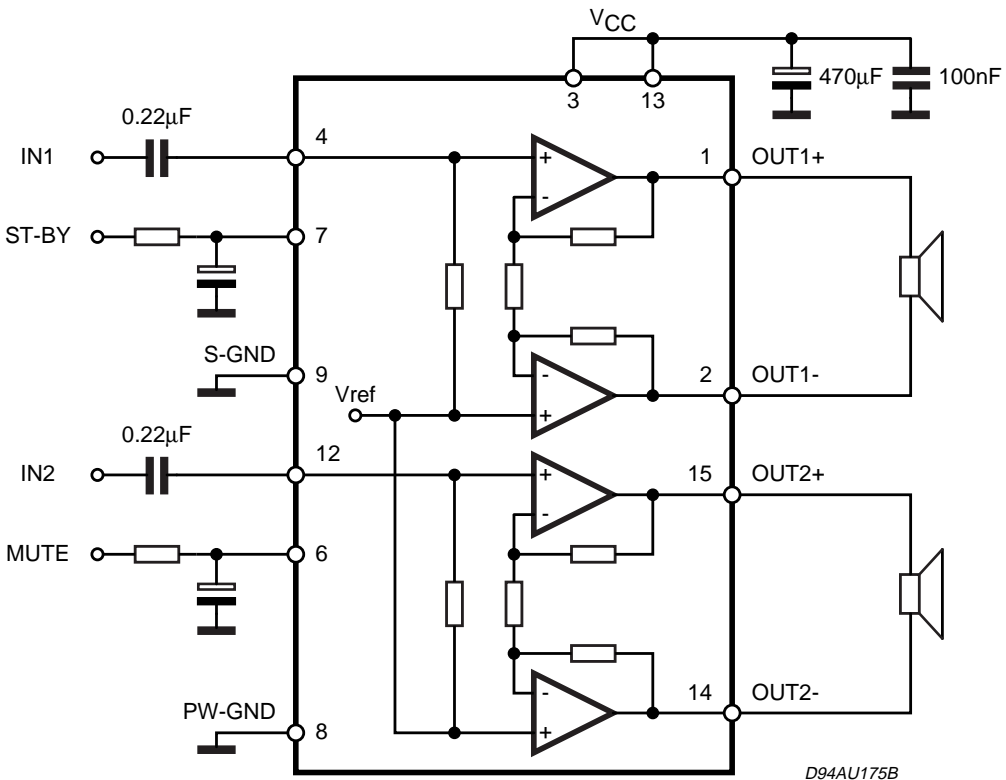 VCC
470µF
100nF
3
13
0.22µF
IN1
4
+
-
1
OUT1+
ST-BY
7
S-GND
9
Vref
-
+
2
OUT1-
0.22µF
IN2
12
+
-
15
OUT2+
MUTE
6
PW-GND
8
-
+
14
OUT2-
D94AU175B